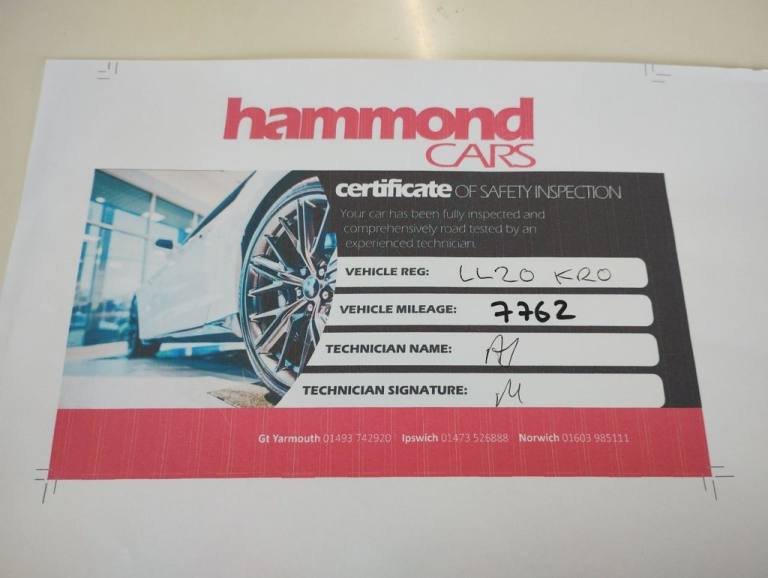 hammond
CARS
certificate OF SAFETY INSPECTION
Your car has been fully inspected and
comprehensively road tested by an
experienced technician.
VEHICLE REG: LL20 KRO
VEHICLE MILEAGE: 7762
TECHNICIAN NAME:
TECHNICIAN SIGNATURE:
Gt Yarmouth 01493 742920 Ipswich 01473 526888 Norwich 01603 985111